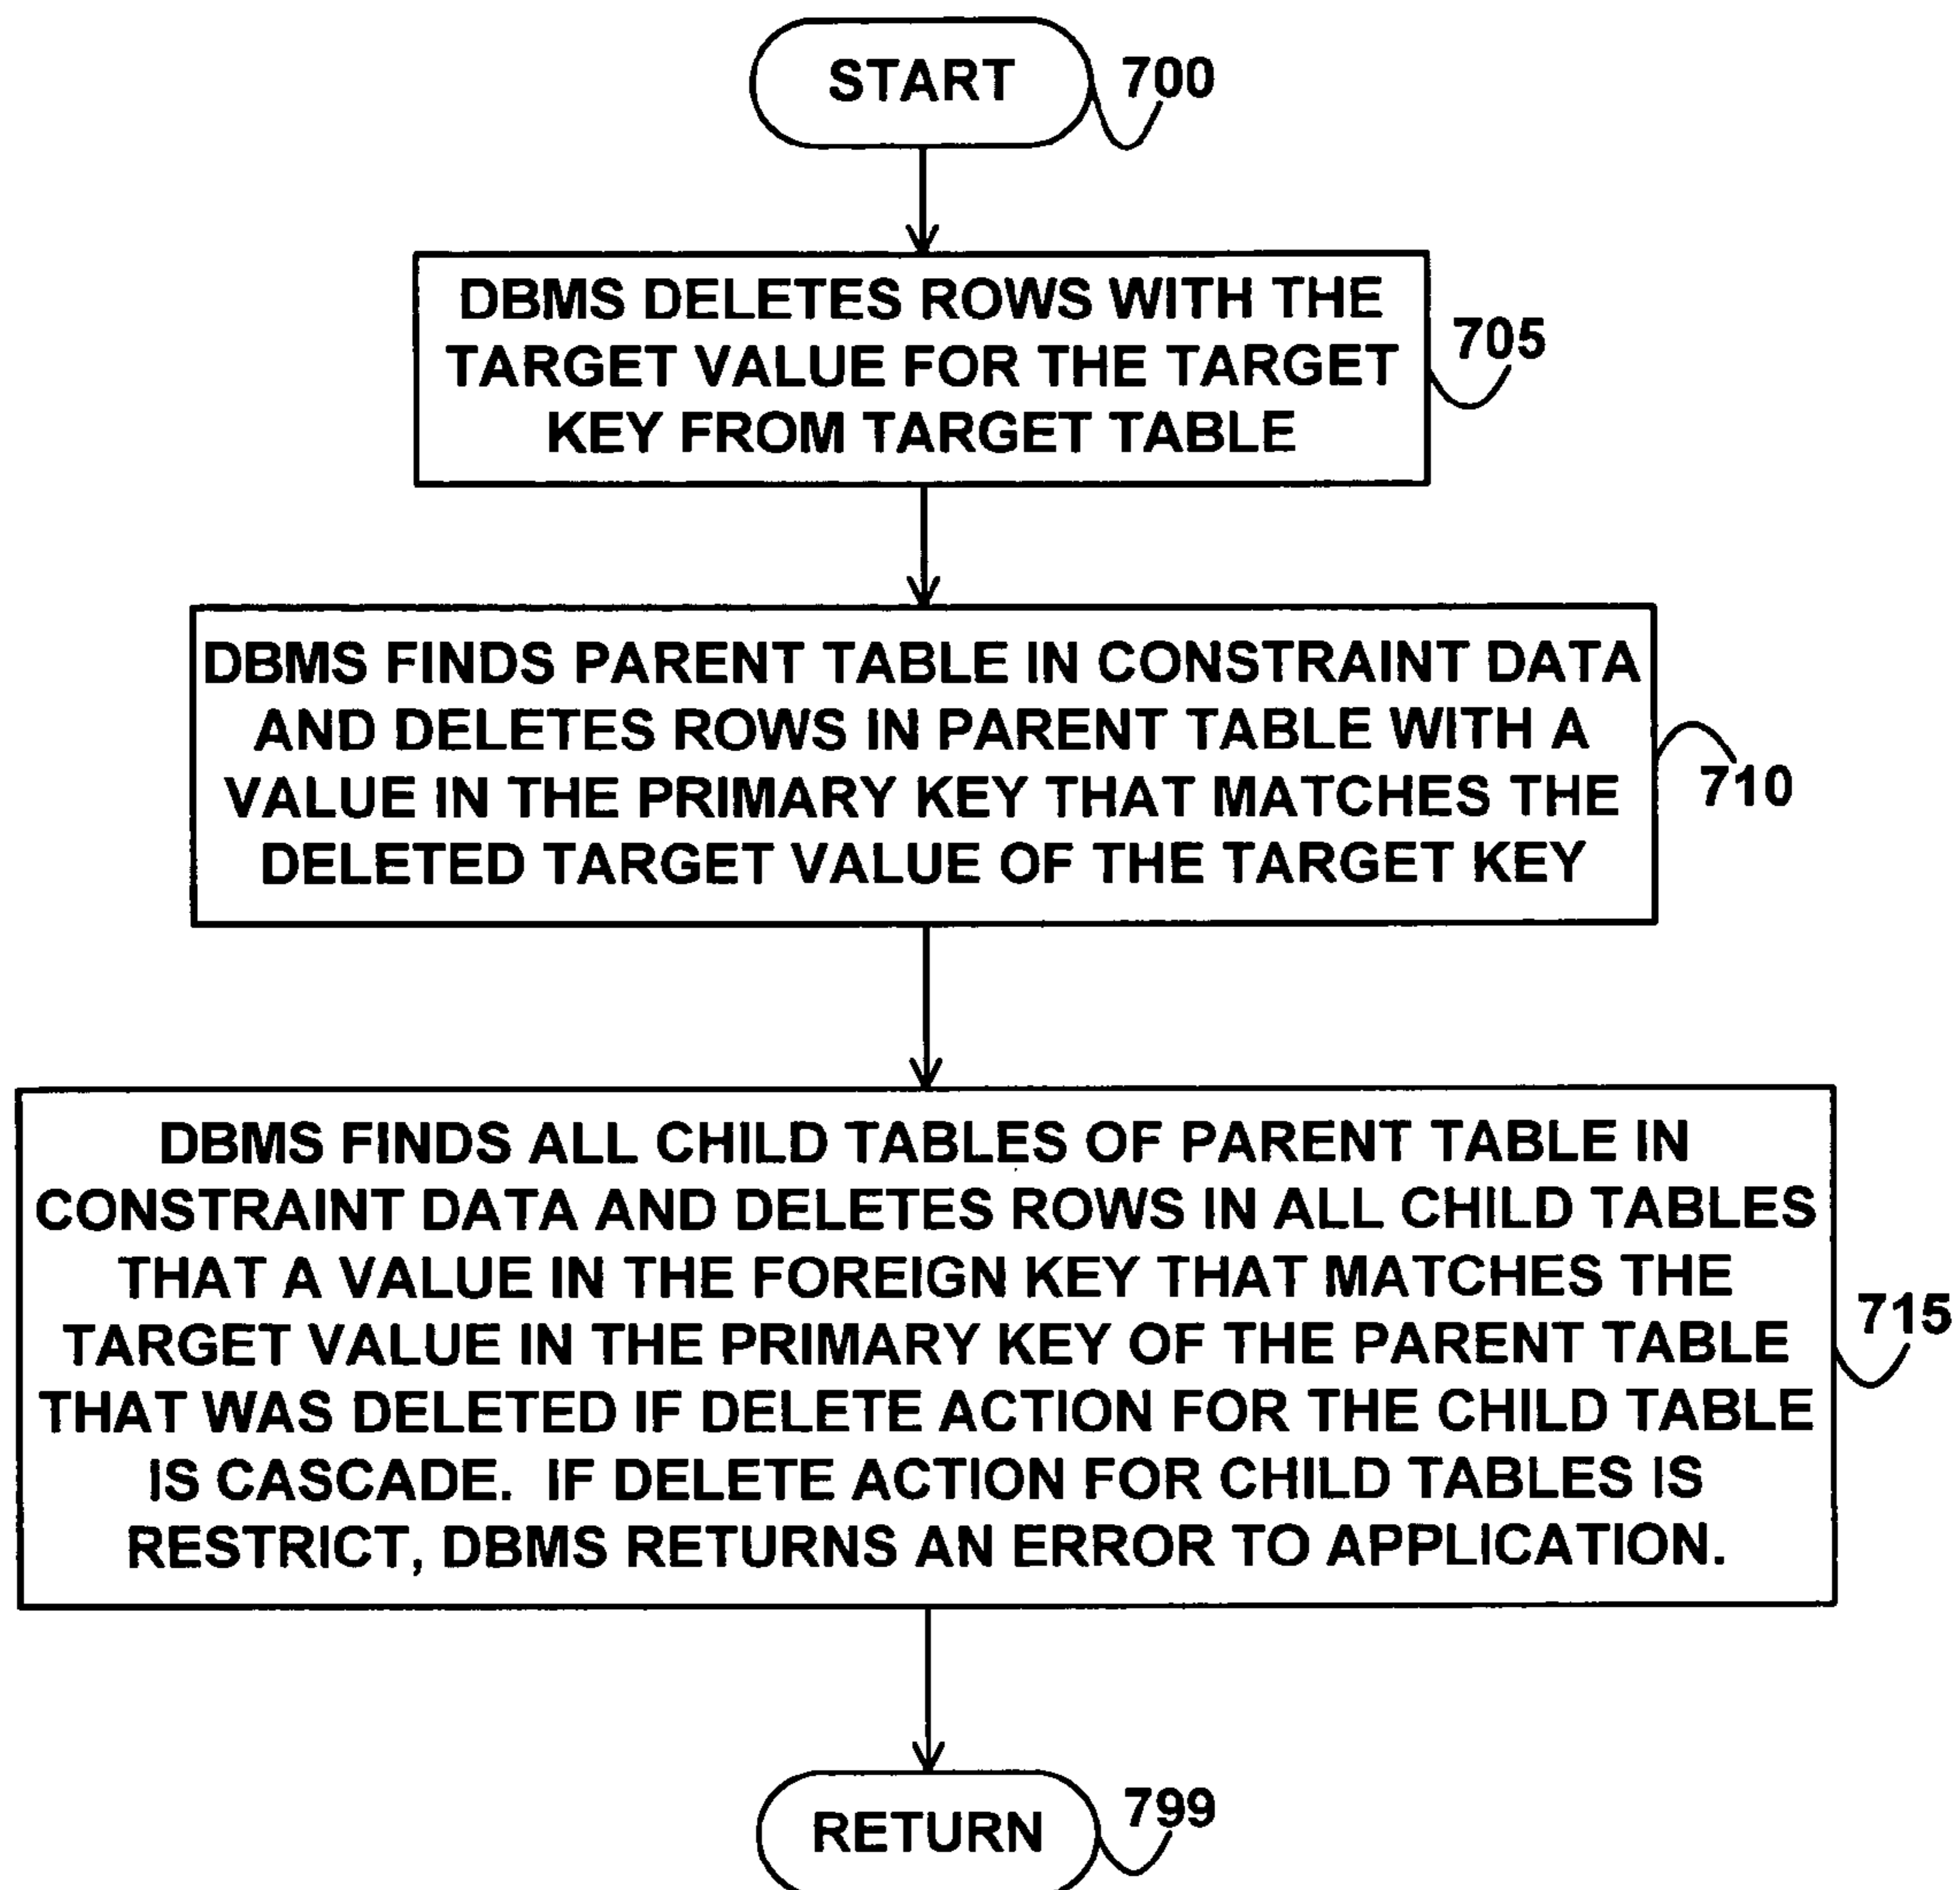 START
700
DBMS DELETES ROWS WITH THE
TARGET VALUE FOR THE TARGET
KEY FROM TARGET TABLE
705
DBMS FINDS PARENT TABLE IN CONSTRAINT DATA
AND DELETES ROWS IN PARENT TABLE WITH A
VALUE IN THE PRIMARY KEY THAT MATCHES THE
DELETED TARGET VALUE OF THE TARGET KEY
710
DBMS FINDS ALL CHILD TABLES OF PARENT TABLE IN
CONSTRAINT DATA AND DELETES ROWS IN ALL CHILD TABLES
THAT A VALUE IN THE FOREIGN KEY THAT MATCHES THE
TARGET VALUE IN THE PRIMARY KEY OF THE PARENT TABLE
THAT WAS DELETED IF DELETE ACTION FOR THE CHILD TABLE
IS CASCADE. IF DELETE ACTION FOR CHILD TABLES IS
RESTRICT, DBMS RETURNS AN ERROR TO APPLICATION.
715
RETURN
799